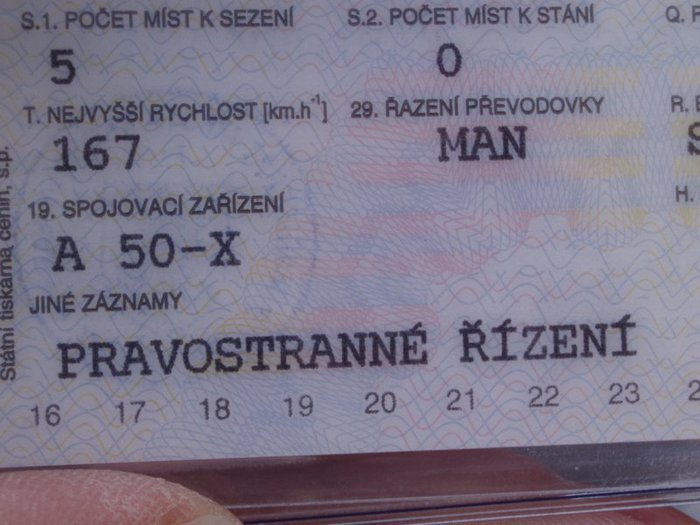 S.1. POČET MÍST K SEZENÍ
S.2. POČET MÍST K STÁNÍ
5
0
T. NEJVYŠŠÍ RYCHLOST [km.h⁻¹]
29. ŘAZENÍ PŘEVODOVKY
167
MAN
19. SPOJOVACÍ ZAŘÍZENÍ
H.
A 50-X
JINÉ ZÁZNAMY
PRAVOSTRANNÉ ŘÍZENÍ
16 17 18 19 20 21 22 23
Státní tiskárna cenin, s.p.